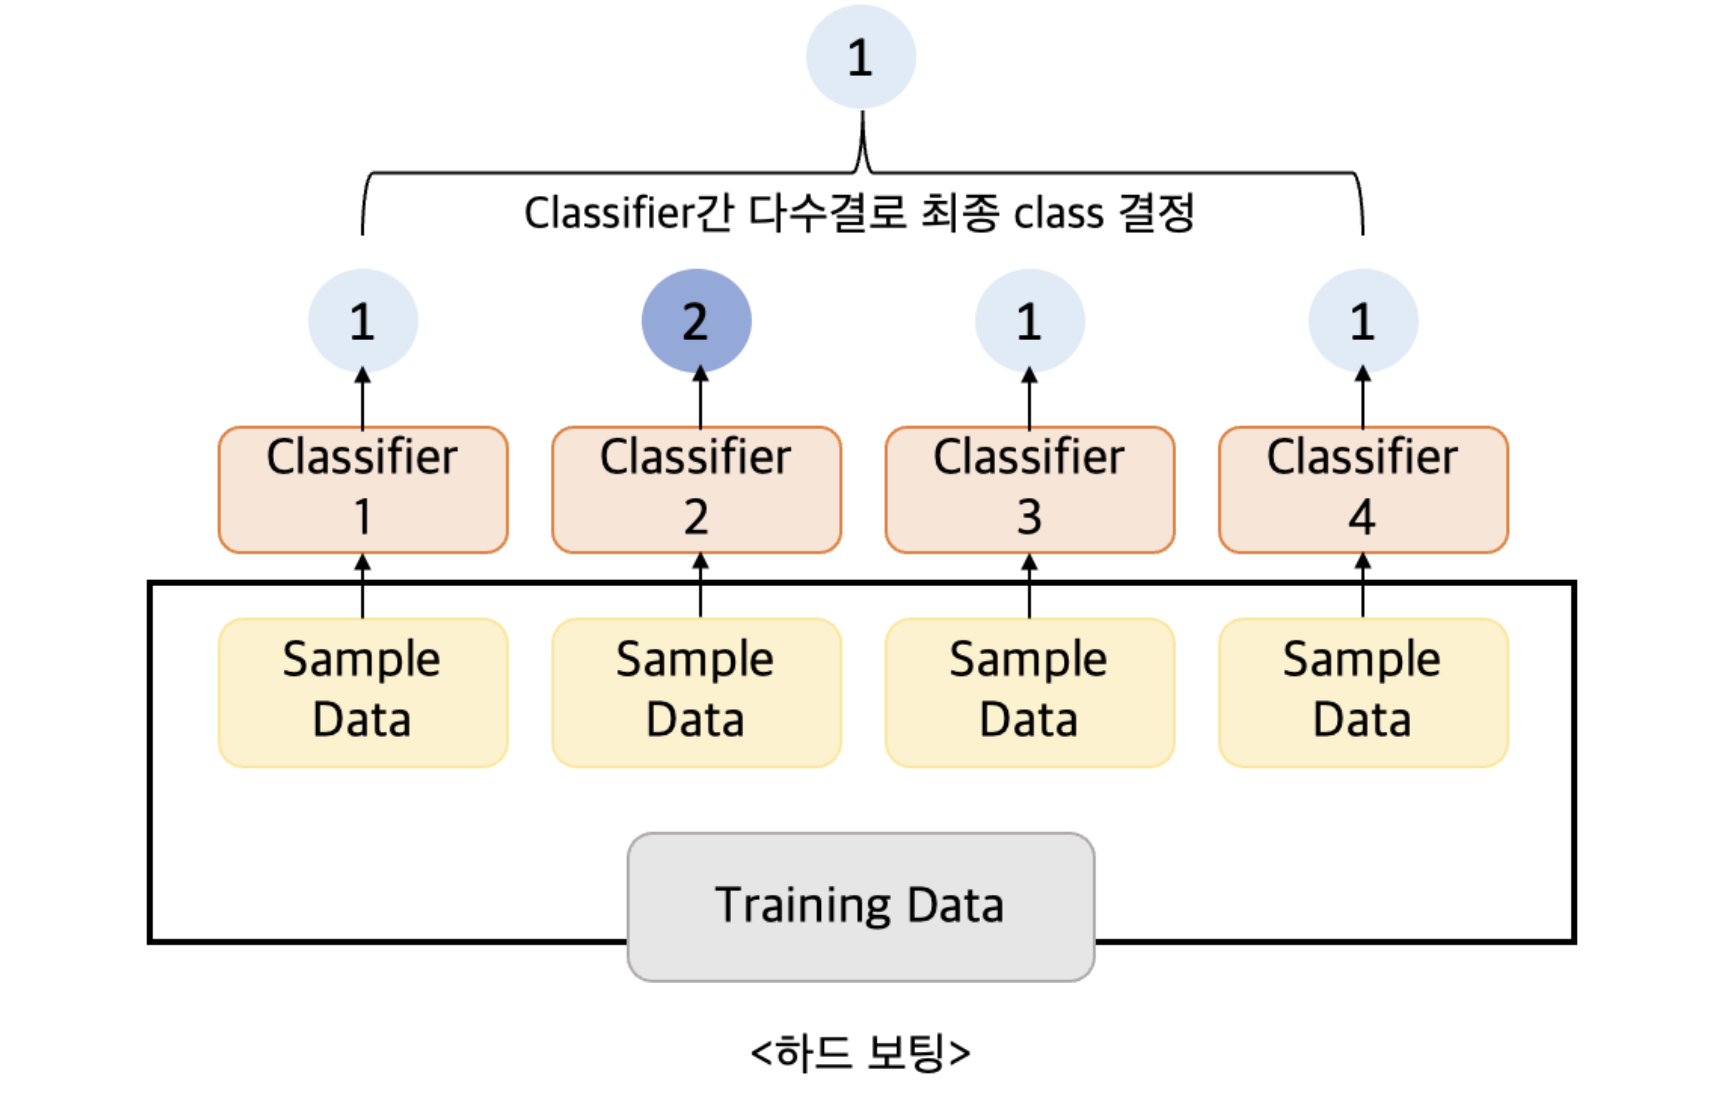 1
Classifier간 다수결로 최종 class 결정
1
2
1
1
Classifier
1
Classifier
2
Classifier
3
Classifier
4
Sample
Data
Sample
Data
Sample
Data
Sample
Data
Training Data
<하드 보팅>